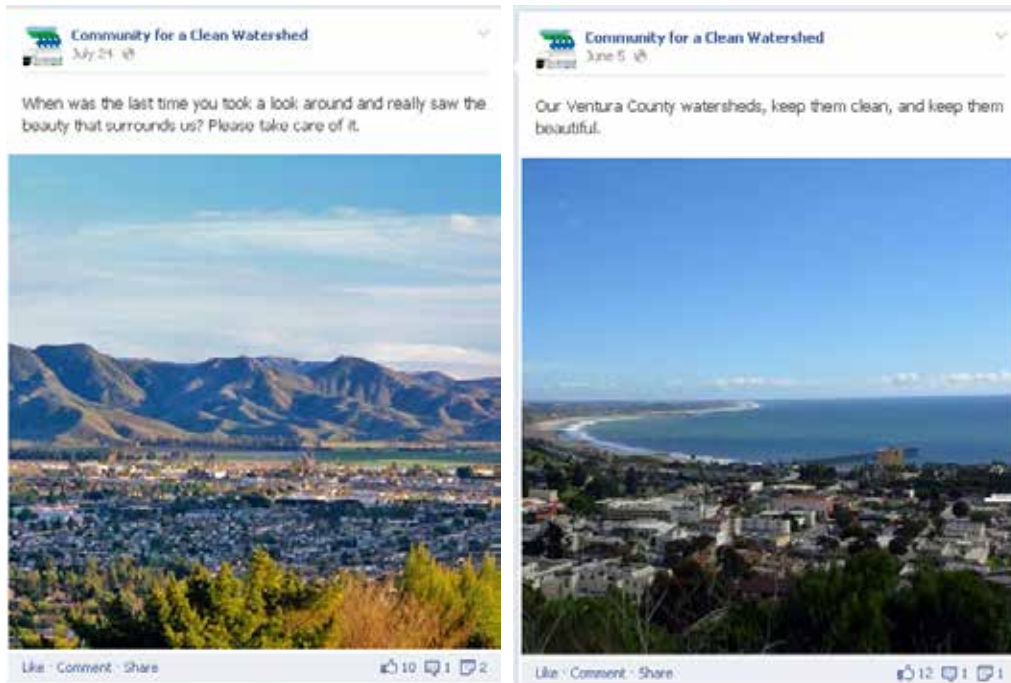 Community for a Clean Watershed
July 24
When was the last time you took a look around and really saw the
beauty that surrounds us? Please take care of it.
Like · Comment · Share
10 1 2
Community for a Clean Watershed
June 5
Our Ventura County watersheds, keep them clean, and keep them
beautiful.
Like · Comment · Share
12 1 1